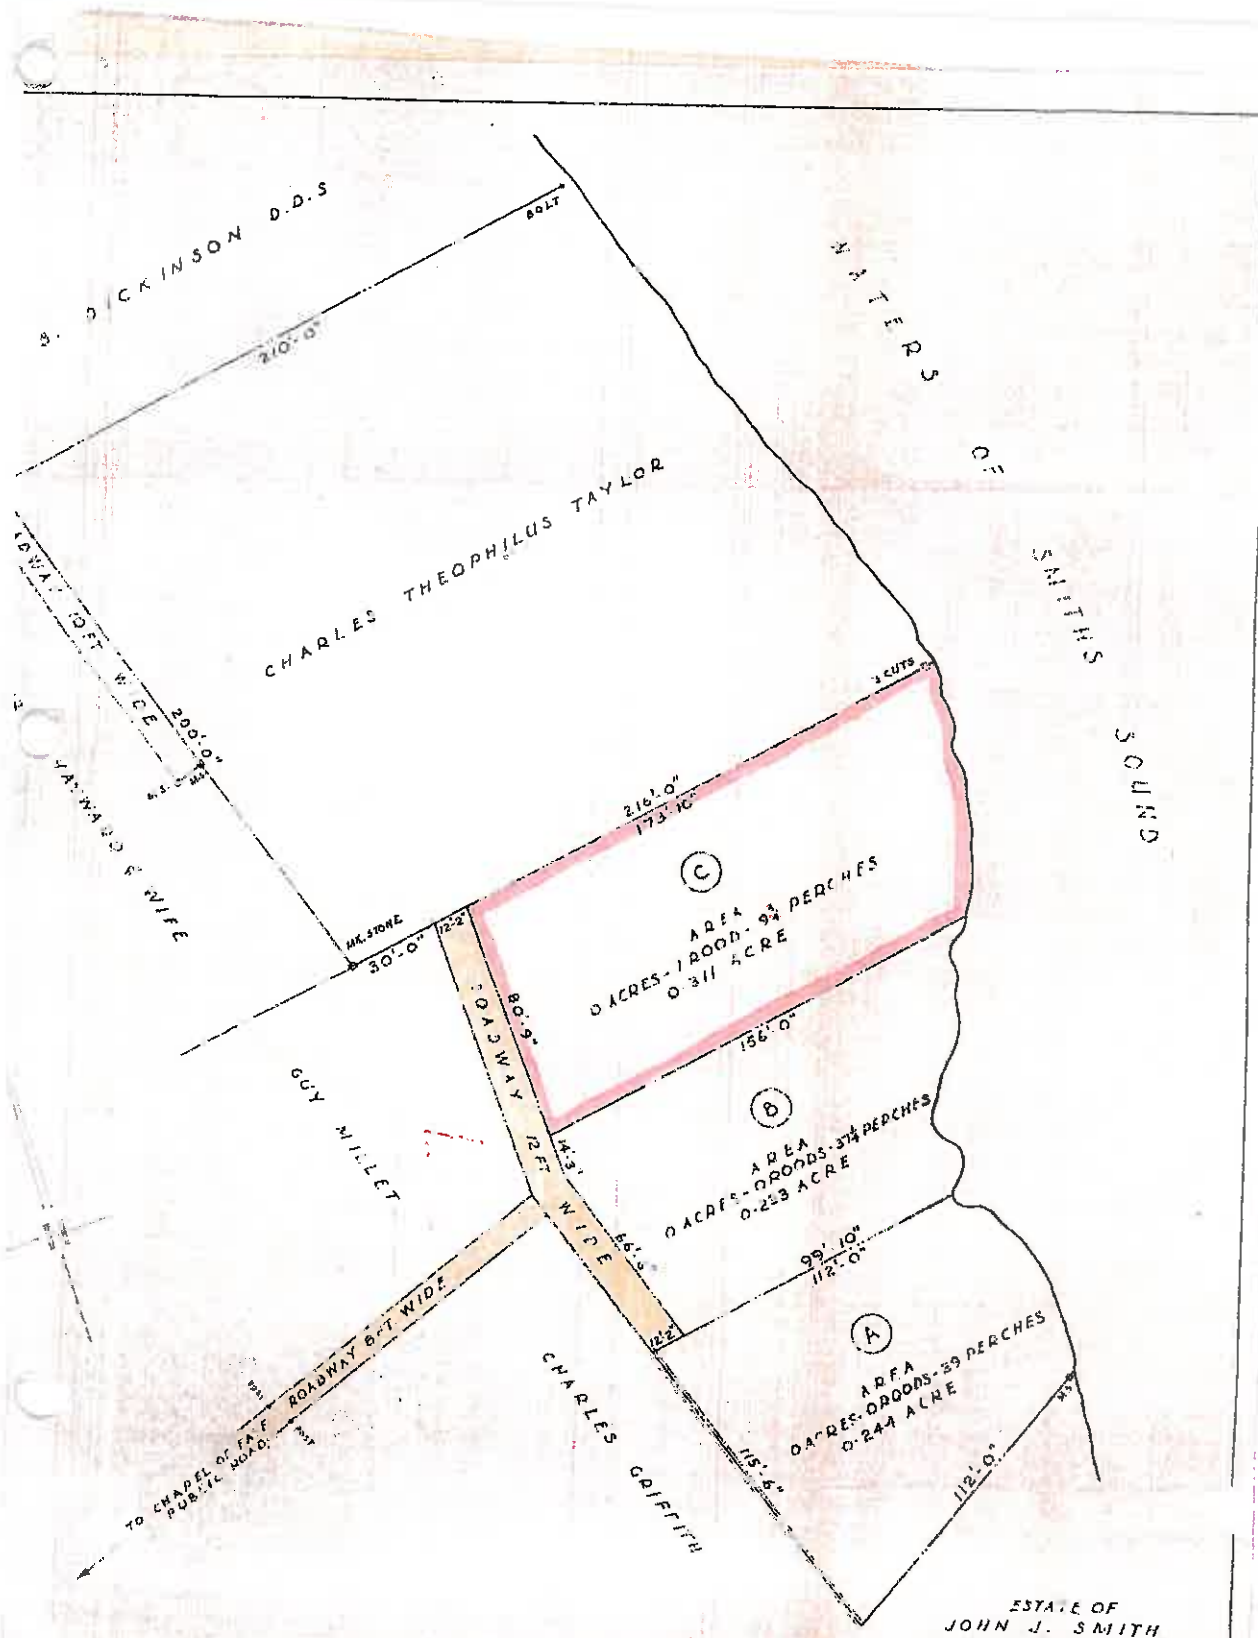 B. DICKINSON D.D.S
BOLT
210'-0"
WATERS OF SMITHS SOUND
CHARLES THEOPHILUS TAYLOR
ADWAY 10 FT WIDE
200'-0"
M.S.
HAYWARD & WIFE
3 CUTS
216'-0"
173'-10"
MK. STONE
30'-0"
12'-2"
C
AREA
0 ACRES-1 ROOD-9¾ PERCHES
0.311 ACRE
80'-9"
ROADWAY 12 FT WIDE
156'-0"
GUY MILLET
B
AREA
0 ACRES-0 ROODS-37¼ PERCHES
0.233 ACRE
14'-3"
99'-10"
112'-0"
12'-2"
A
AREA
0 ACRES-0 ROODS-39 PERCHES
0.244 ACRE
M.S.
ROADWAY 8 FT WIDE
POST
POST
TO CHAPEL OF
PUBLIC ROAD
CHARLES GRIFFITH
115'-6"
112'-0"
ESTATE OF
JOHN J. SMITH